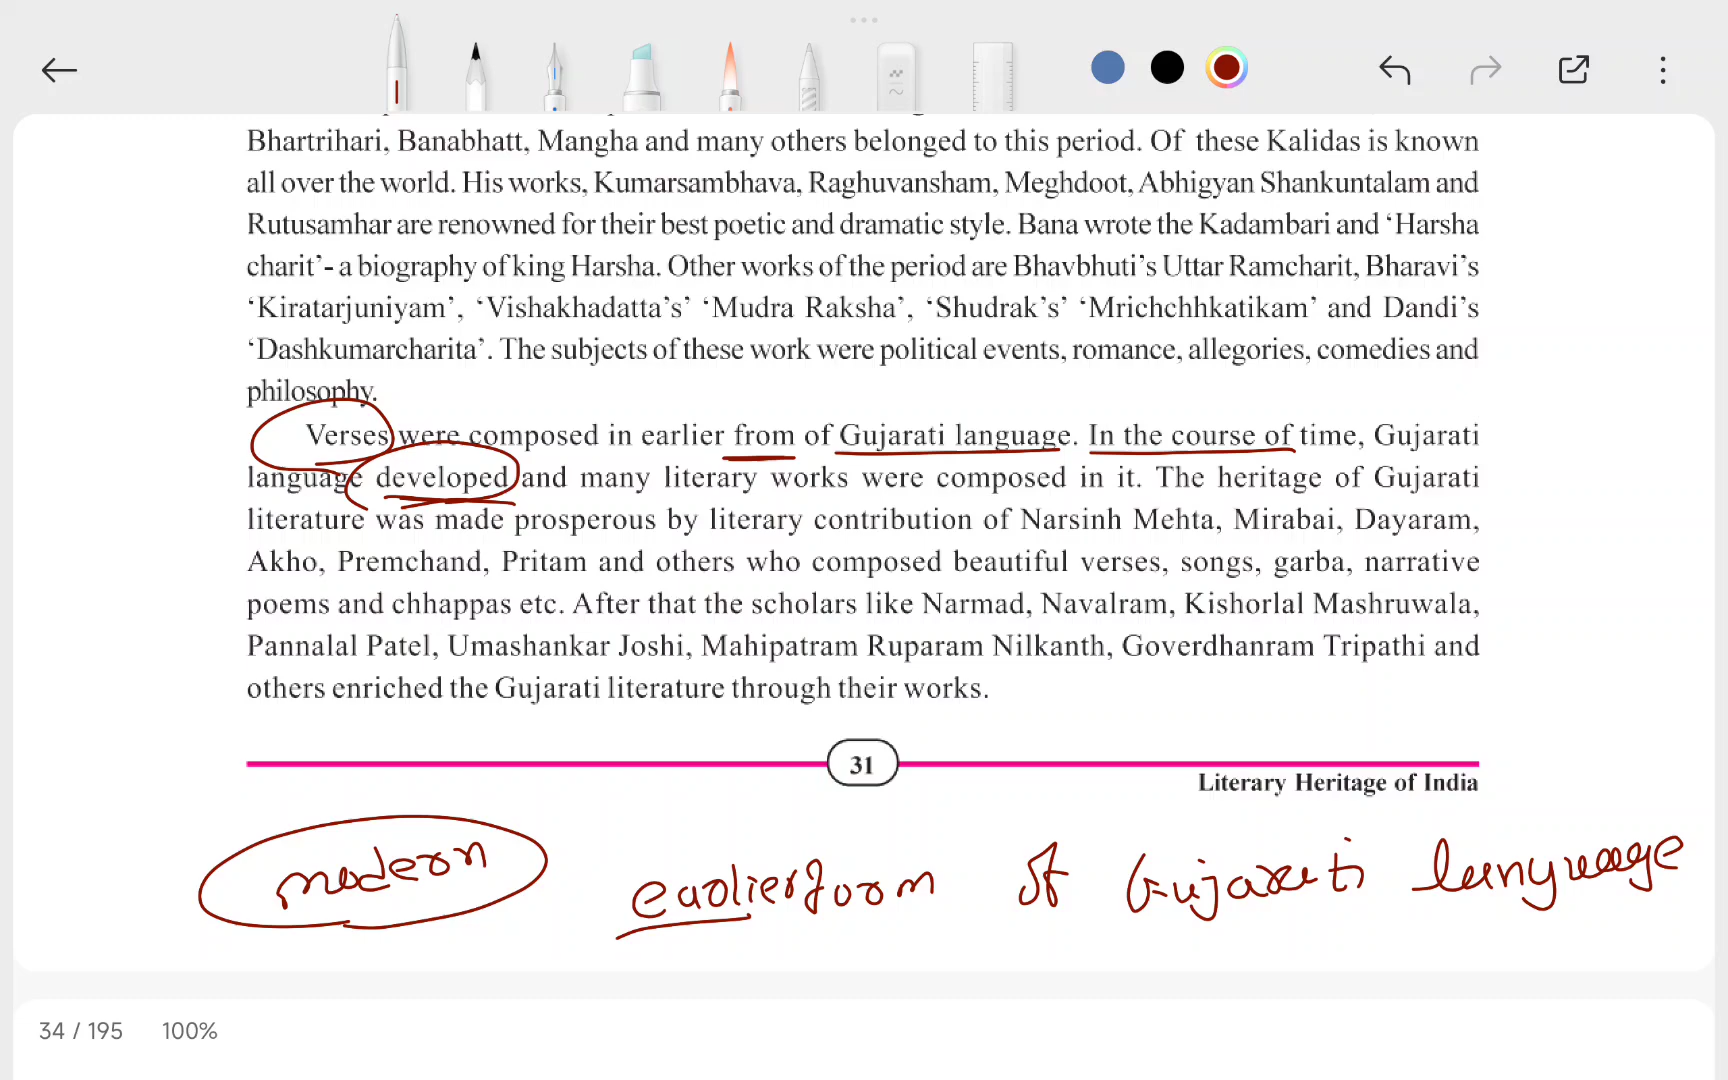 Bhartrihari, Banabhatt, Mangha and many others belonged to this period. Of these Kalidas is known
all over the world. His works, Kumarsambhava, Raghuvansham, Meghdoot, Abhigyan Shankuntalam and
Rutusamhar are renowned for their best poetic and dramatic style. Bana wrote the Kadambari and ‘Harsha
charit’- a biography of king Harsha. Other works of the period are Bhavbhuti’s Uttar Ramcharit, Bharavi’s
‘Kiratarjuniyam’, ‘Vishakhadatta’s’ ‘Mudra Raksha’, ‘Shudrak’s’ ‘Mrichchhkatikam’ and Dandi’s
‘Dashkumarcharita’. The subjects of these work were political events, romance, allegories, comedies and
philosophy.
Verses were composed in earlier from of Gujarati language. In the course of time, Gujarati
language developed and many literary works were composed in it. The heritage of Gujarati
literature was made prosperous by literary contribution of Narsinh Mehta, Mirabai, Dayaram,
Akho, Premchand, Pritam and others who composed beautiful verses, songs, garba, narrative
poems and chhappas etc. After that the scholars like Narmad, Navalram, Kishorlal Mashruwala,
Pannalal Patel, Umashankar Joshi, Mahipatram Ruparam Nilkanth, Goverdhanram Tripathi and
others enriched the Gujarati literature through their works.
31
Literary Heritage of India
modern earlier form of Gujarati language
34 / 195 100%